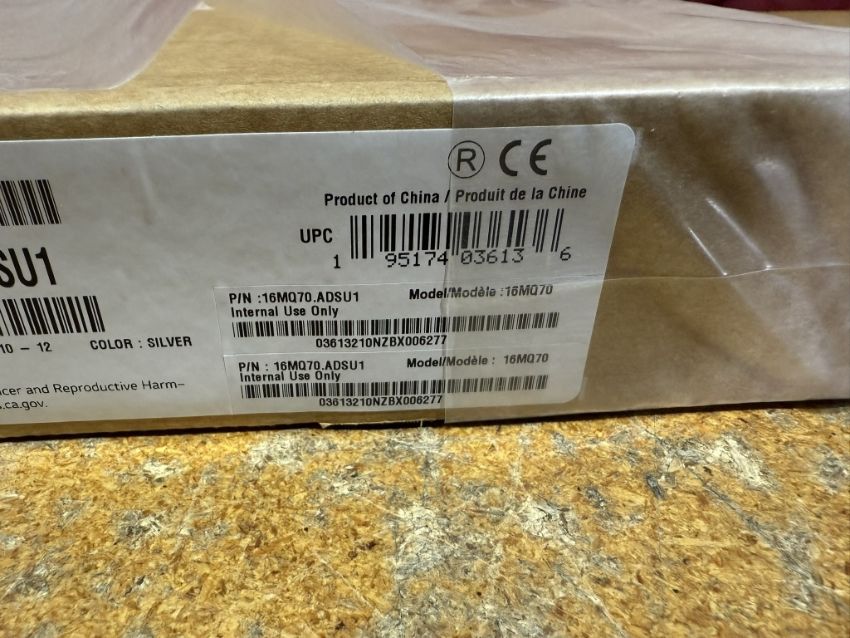 ® CE
Product of China / Produit de la Chine
UPC
1 95174 03613 6
SU1
10 - 12 COLOR : SILVER
P/N :16MQ70.ADSU1 Model/Modèle :16MQ70
Internal Use Only
03613210NZBX006277
P/N : 16MQ70.ADSU1 Model/Modèle : 16MQ70
Internal Use Only
03613210NZBX006277
cer and Reproductive Harm-
s.ca.gov.